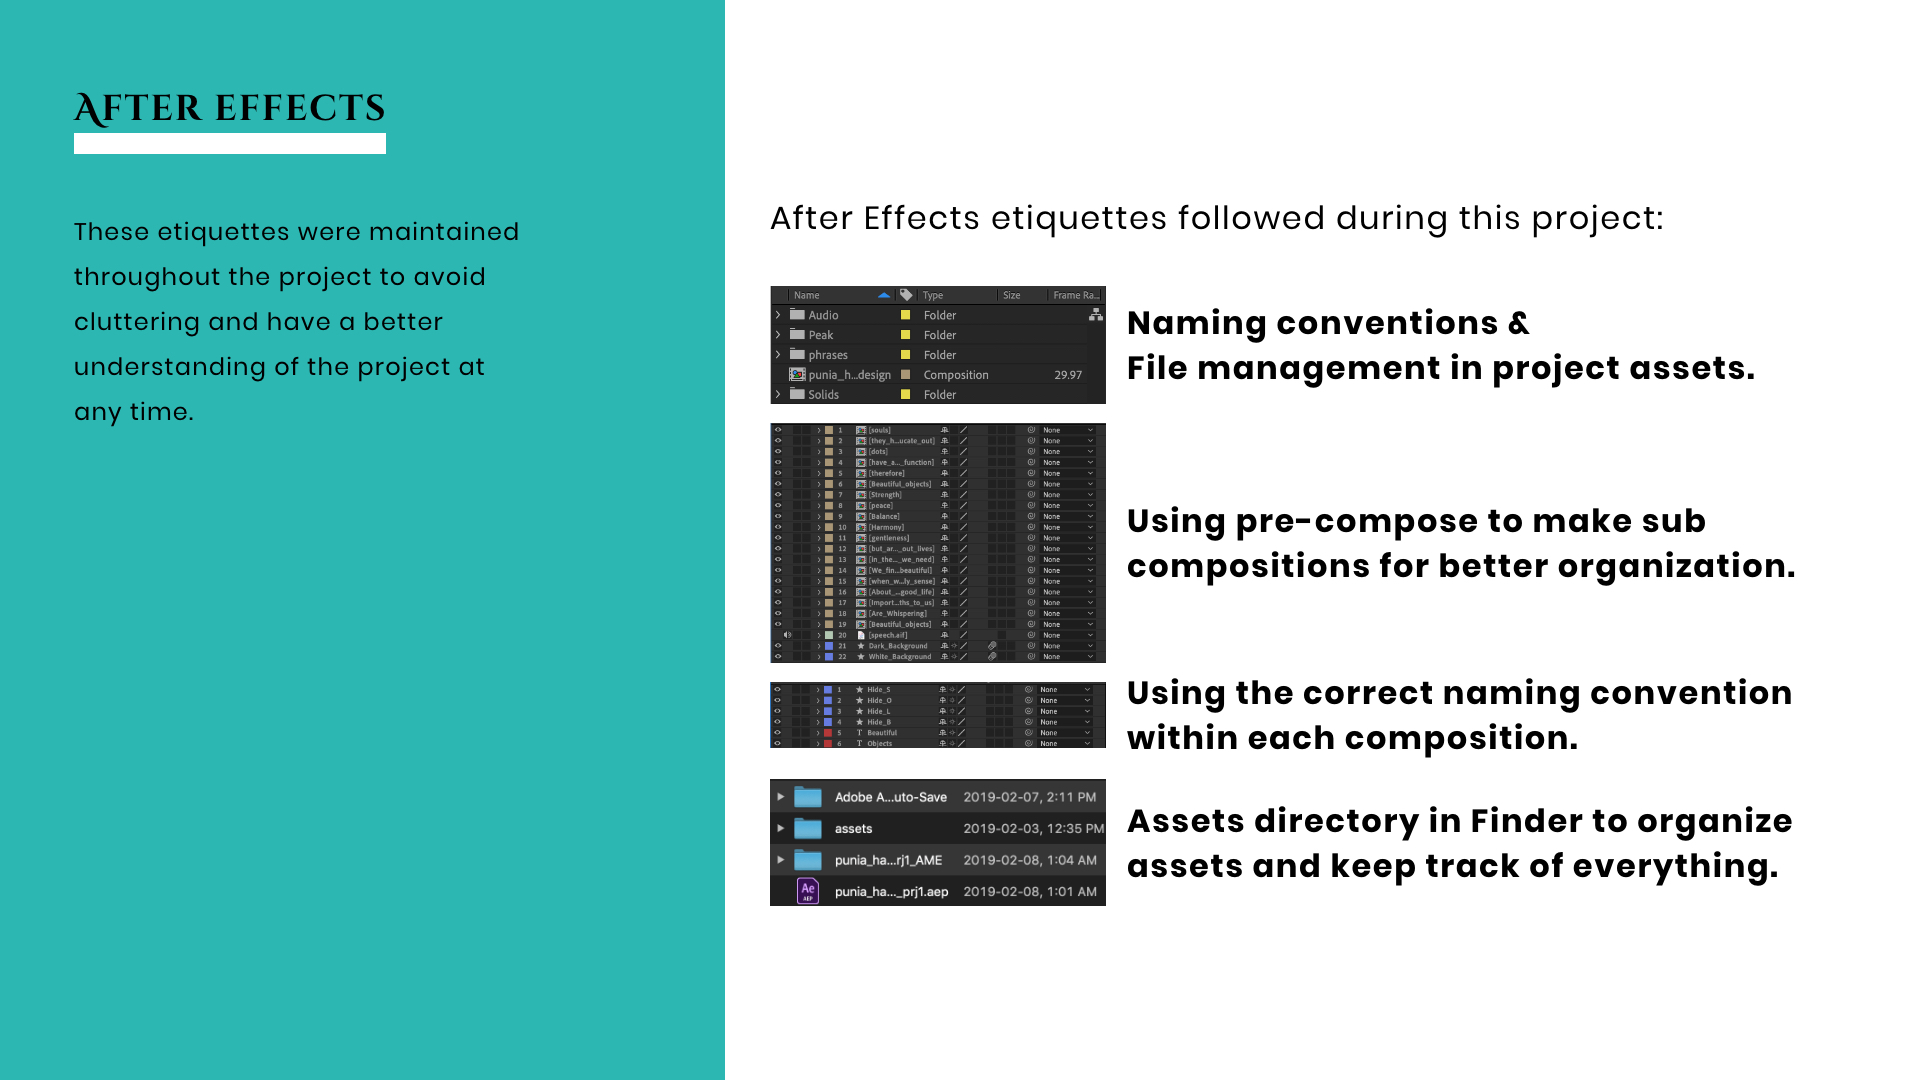 After effects
These etiquettes were maintained
throughout the project to avoid
cluttering and have a better
understanding of the project at
any time.
After Effects etiquettes followed during this project:
Name Type Size Frame Ra...
Audio Folder
Peak Folder
phrases Folder
punia_h...design Composition 29.97
Solids Folder
Naming conventions &
File management in project assets.
1 [souls] None
2 [they_h...ucate_out] None
3 [dots] None
4 [have_a..._function] None
5 [therefore] None
6 [Beautiful_objects] None
7 [Strength] None
8 [peace] None
9 [Balance] None
10 [Harmony] None
11 [gentleness] None
12 [but_ar..._out_lives] None
13 [in_the..._we_need] None
14 [We_fin...beautiful] None
15 [when_w...ly_sense] None
16 [About_...good_life] None
17 [Import...ths_to_us] None
18 [Are_Whispering] None
19 [Beautiful_objects] None
20 [speech.aif] None
21 Dark_Background None
22 White_Background None
Using pre-compose to make sub
compositions for better organization.
1 Hide_S None
2 Hide_O None
3 Hide_L None
4 Hide_B None
5 T Beautiful None
6 T Objects None
Using the correct naming convention
within each composition.
Adobe A...uto-Save 2019-02-07, 2:11 PM
assets 2019-02-03, 12:35 PM
punia_ha...rj1_AME 2019-02-08, 1:04 AM
Ae AEP punia_ha..._prj1.aep 2019-02-08, 1:01 AM
Assets directory in Finder to organize
assets and keep track of everything.